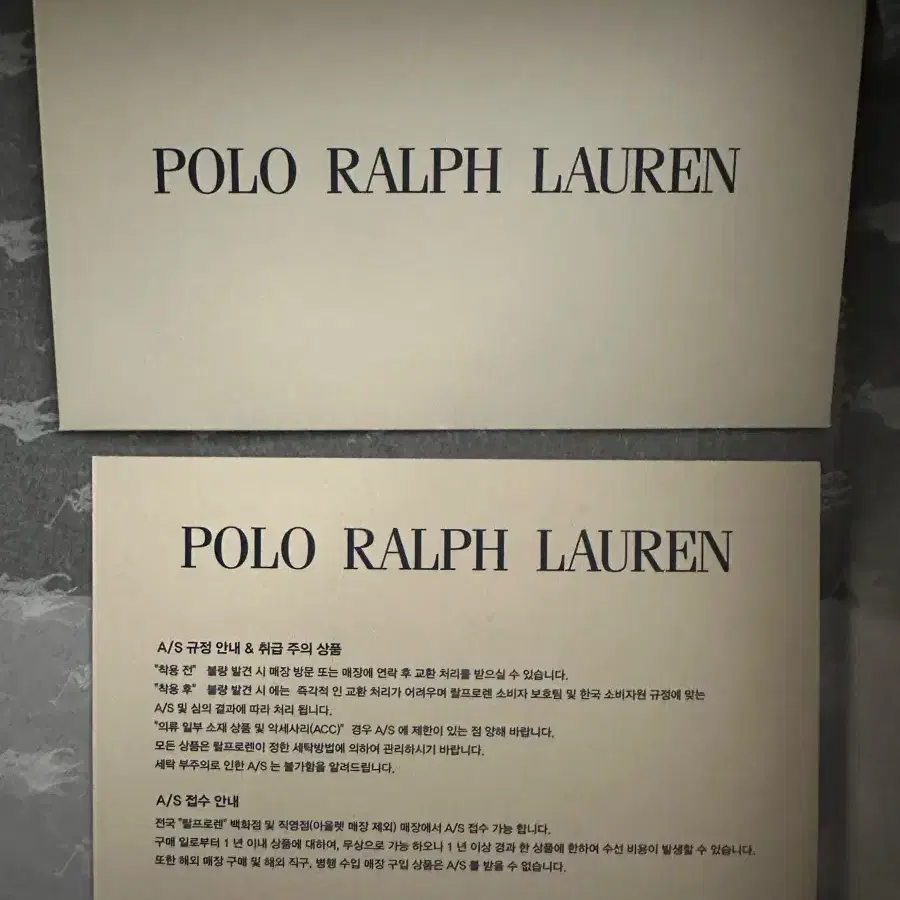 POLO RALPH LAUREN
POLO RALPH LAUREN
A/S 규정 안내 & 취급 주의 상품
"착용 전" 불량 발견 시 매장 방문 또는 매장에 연락 후 교환 처리를 받으실 수 있습니다.
"착용 후" 불량 발견 시 에는 즉각적 인 교환 처리가 어려우며 랄프로렌 소비자 보호팀 및 한국 소비자원 규정에 맞는
A/S 및 심의 결과에 따라 처리 됩니다.
"의류 일부 소재 상품 및 악세사리(ACC)" 경우 A/S 에 제한이 있는 점 양해 바랍니다.
모든 상품은 랄프로렌이 정한 세탁방법에 의하여 관리하시기 바랍니다.
세탁 부주의로 인한 A/S 는 불가함을 알려드립니다.
A/S 접수 안내
전국 "랄프로렌" 백화점 및 직영점(아울렛 매장 제외) 매장에서 A/S 접수 가능 합니다.
구매 일로부터 1 년 이내 상품에 대하여, 무상으로 가능 하오나 1 년 이상 경과 한 상품에 한하여 수선 비용이 발생할 수 있습니다.
또한 해외 매장 구매 및 해외 직구, 병행 수입 매장 구입 상품은 A/S 를 받을 수 없습니다.